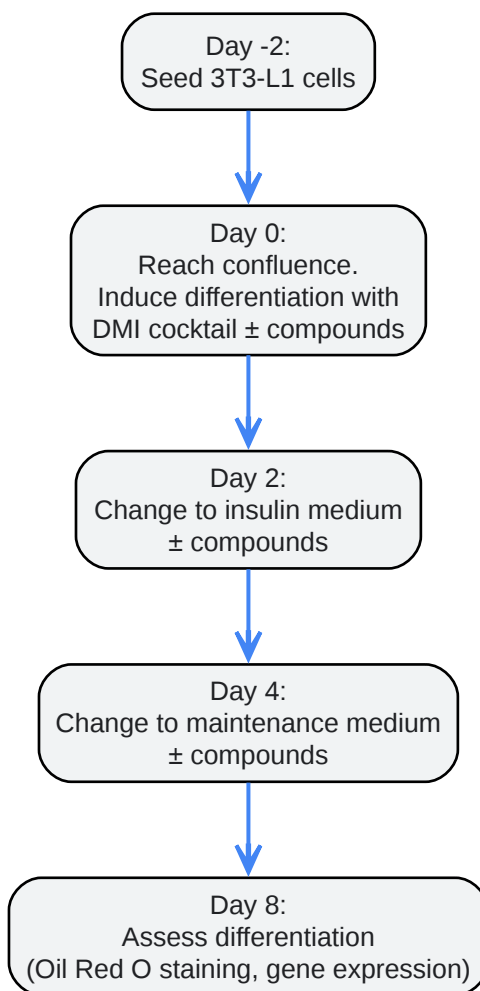 Day -2:
Seed 3T3-L1 cells
Day 0:
Reach confluence.
Induce differentiation with
DMI cocktail ± compounds
Day 2:
Change to insulin medium
± compounds
Day 4:
Change to maintenance medium
± compounds
Day 8:
Assess differentiation
(Oil Red O staining, gene expression)